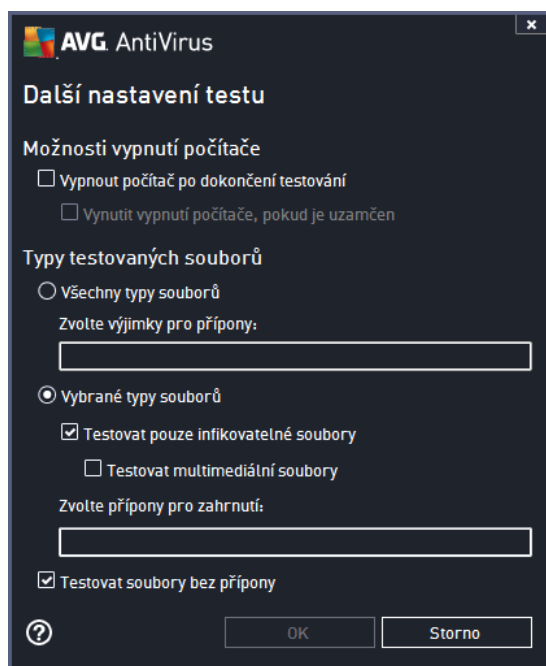 AVG. AntiVirus
Další nastavení testu
Možnosti vypnutí počítače
Vypnout počítač po dokončení testování
Vynutit vypnutí počítače, pokud je uzamčen
Typy testovaných souborů
Všechny typy souborů
Zvolte výjimky pro přípony:
Vybrané typy souborů
Testovat pouze infikovatelné soubory
Testovat multimediální soubory
Zvolte přípony pro zahrnutí:
Testovat soubory bez přípony
OK Storno